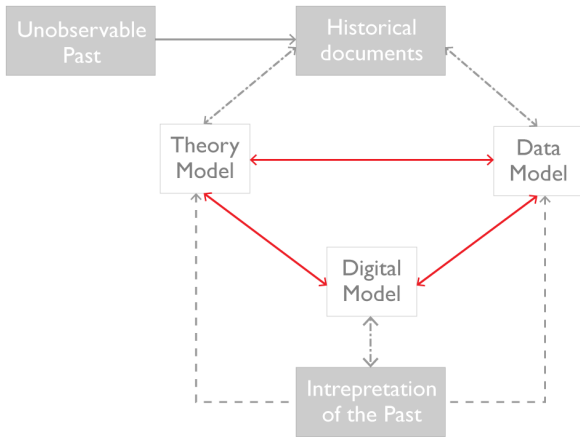 Unobservable
Past
Historical
documents
Theory
Model
Data
Model
Digital
Model
Intrepretation
of the Past